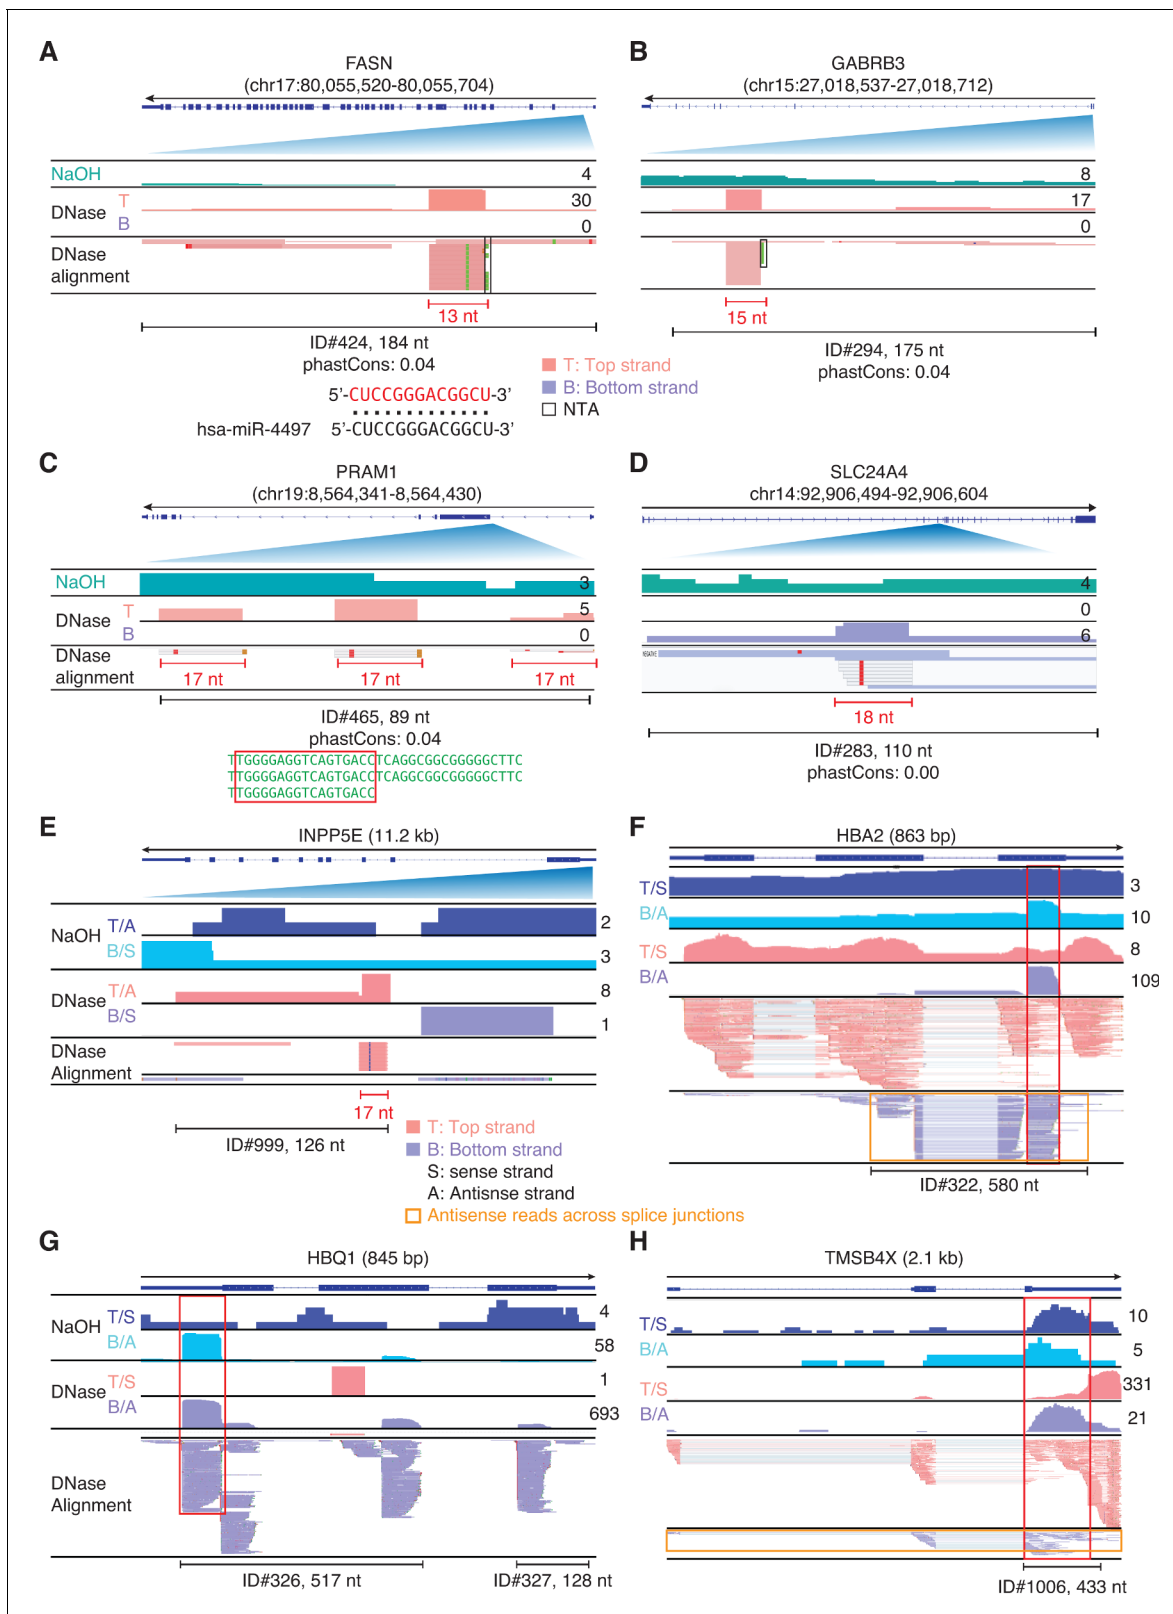 A
FASN
(chr17:80,055,520-80,055,704)
NaOH
4
DNase
T
30
B
0
DNase
alignment
13 nt
ID#424, 184 nt
phastCons: 0.04
5'-CUCCGGGACGGCU-3'
hsa-miR-4497 5'-CUCCGGGACGGCU-3'
B
GABRB3
(chr15:27,018,537-27,018,712)
8
17
0
15 nt
ID#294, 175 nt
phastCons: 0.04
T: Top strand
B: Bottom strand
NTA
C
PRAM1
(chr19:8,564,341-8,564,430)
NaOH
3
DNase
T
5
B
0
DNase
alignment
17 nt 17 nt 17 nt
ID#465, 89 nt
phastCons: 0.04
TTGGGGAGGTCAGTGACCTCAGGCGGCGGGGGCTTC
TTGGGGAGGTCAGTGACCTCAGGCGGCGGGGGCTTC
TTGGGGAGGTCAGTGACC
D
SLC24A4
chr14:92,906,494-92,906,604
4
0
6
NEGATIVE
18 nt
ID#283, 110 nt
phastCons: 0.00
E
INPP5E (11.2 kb)
NaOH
T/A
2
B/S
3
DNase
T/A
8
B/S
1
DNase
Alignment
17 nt
ID#999, 126 nt
T: Top strand
B: Bottom strand
S: sense strand
A: Antisnse strand
Antisense reads across splice junctions
F
HBA2 (863 bp)
T/S
3
B/A
10
T/S
8
B/A
109
ID#322, 580 nt
G
HBQ1 (845 bp)
NaOH
T/S
4
B/A
58
DNase
T/S
1
B/A
693
DNase
Alignment
ID#326, 517 nt
ID#327, 128 nt
H
TMSB4X (2.1 kb)
T/S
10
B/A
5
T/S
331
B/A
21
ID#1006, 433 nt